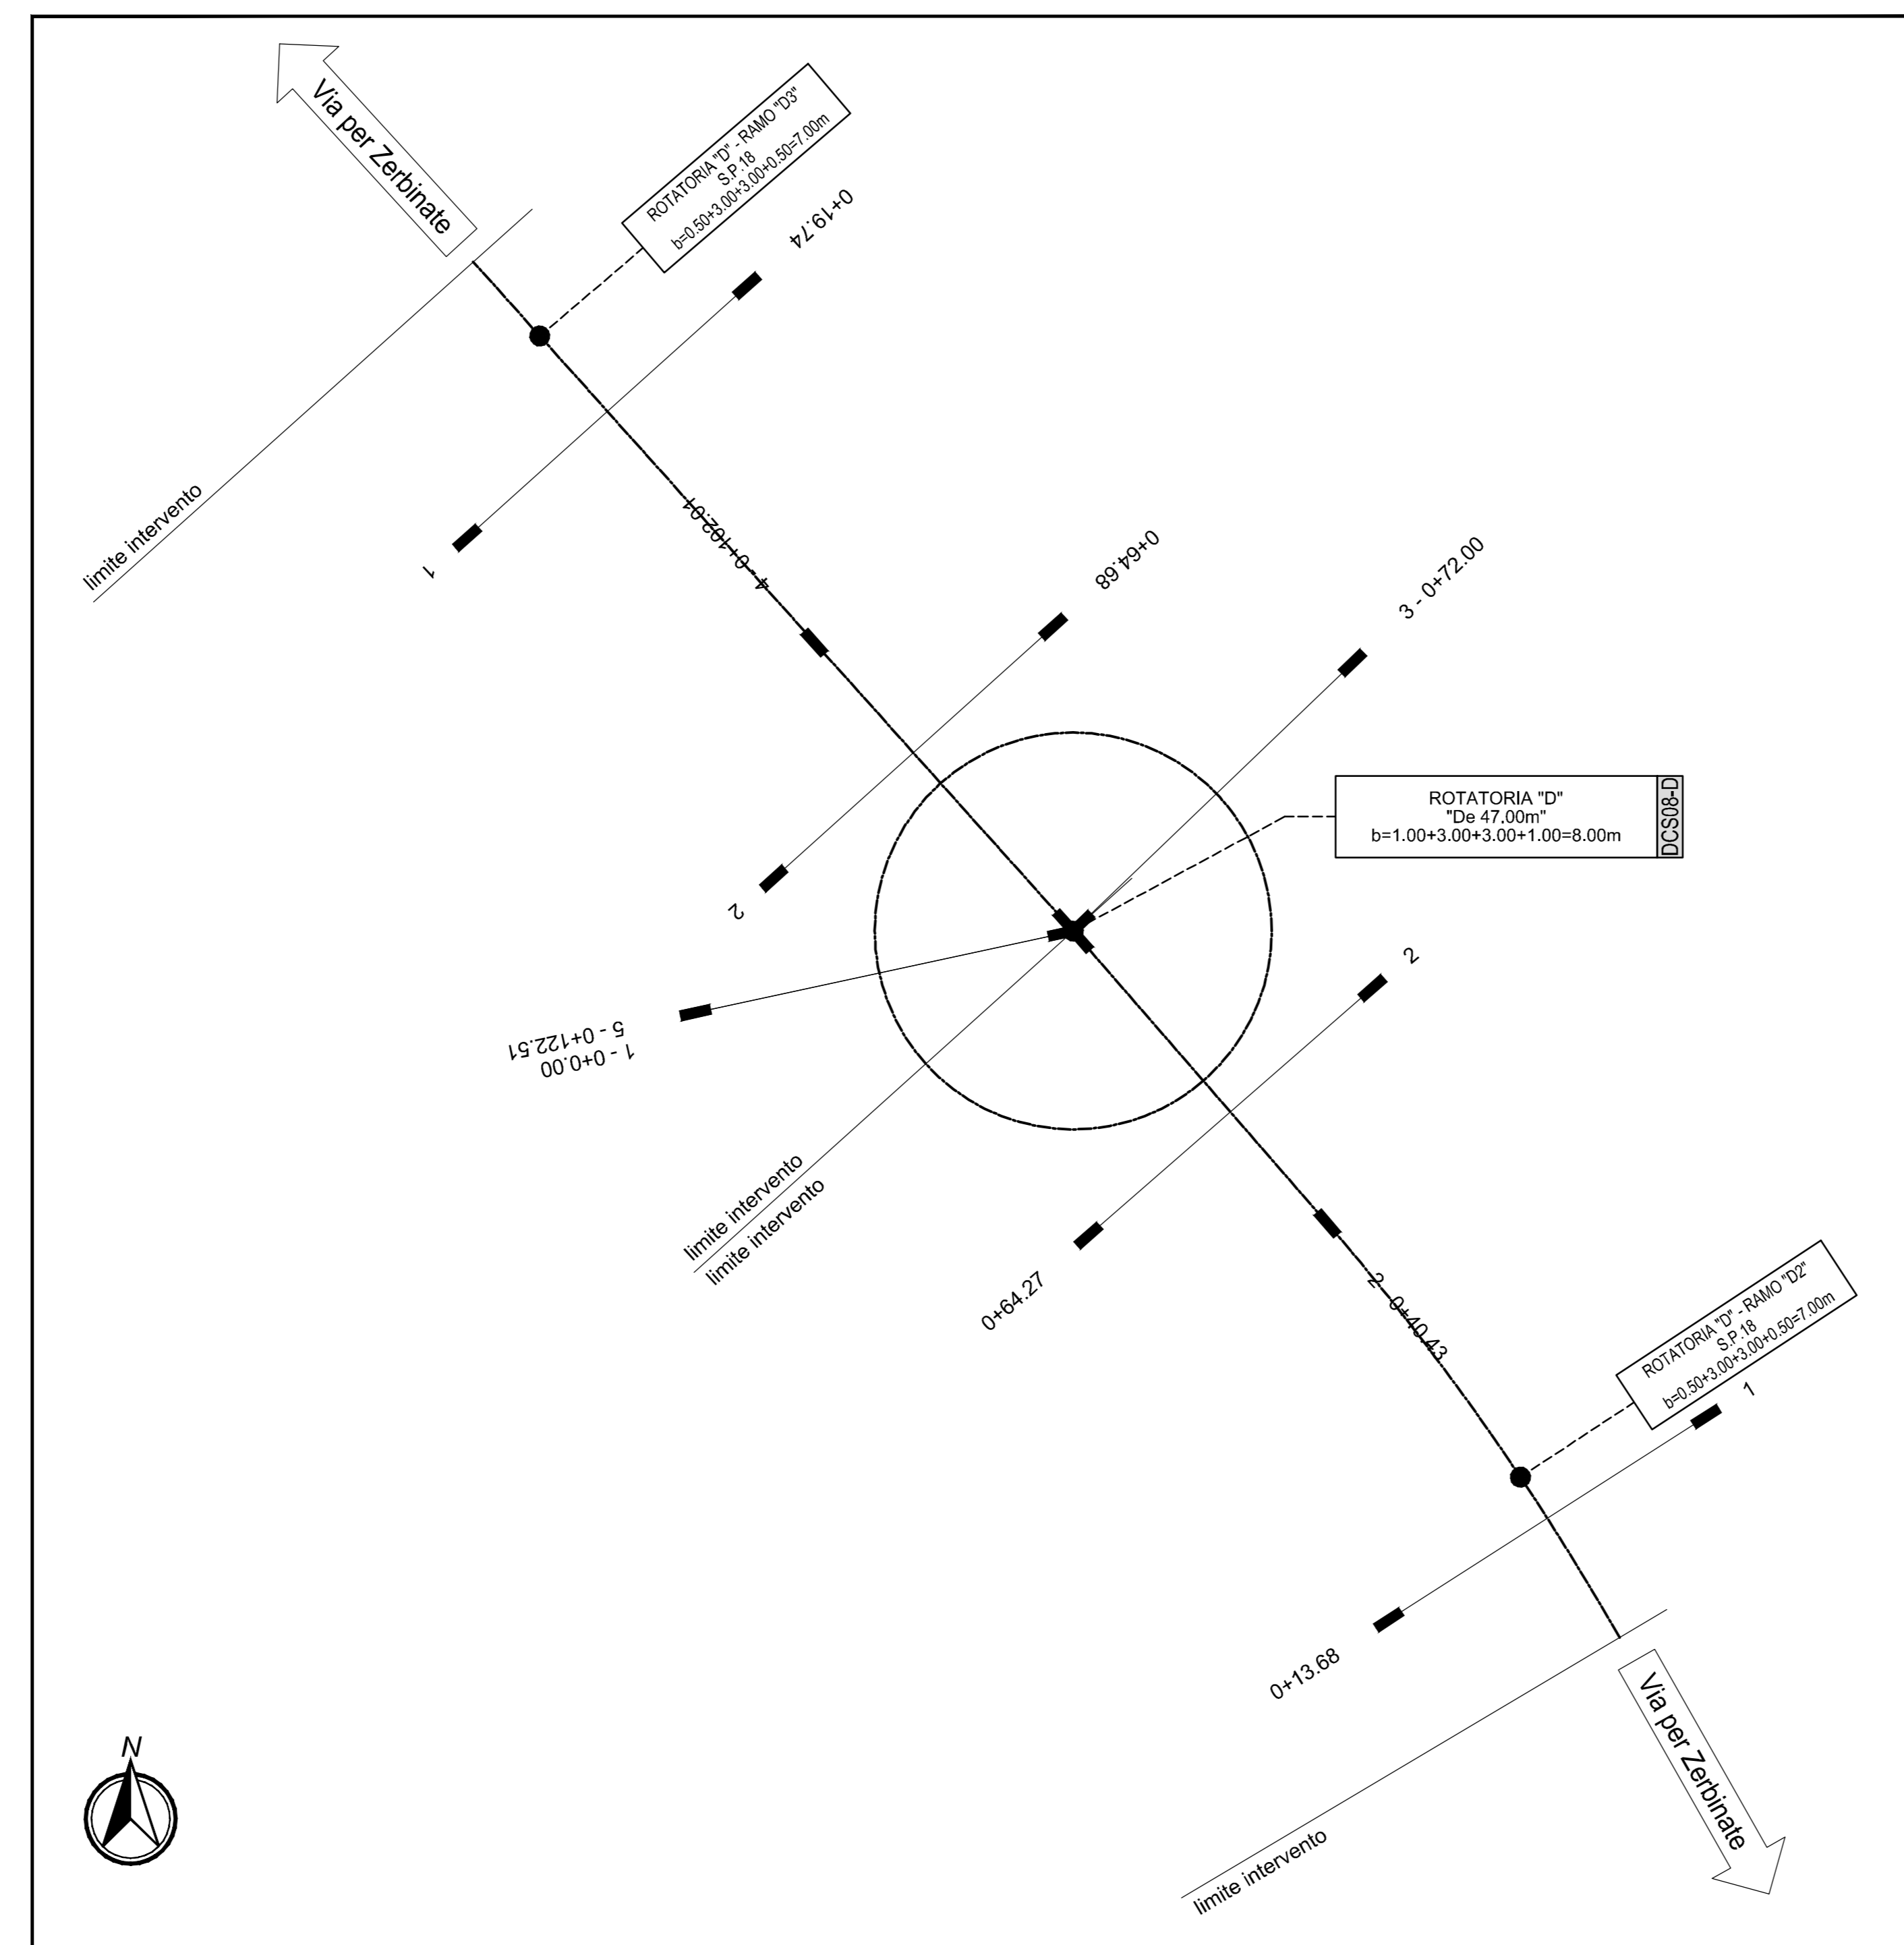 Via per Zerbinate
ROTATORIA "D" - RAMO "D3"
S.P.18
b=0.50+3.00+3.00+0.50=7.00m
0+19.74
1
limite intervento
4 - 0+102.07
0+64.68
2
3 - 0+72.00
ROTATORIA "D"
"De 47.00m"
b=1.00+3.00+3.00+1.00=8.00m
DCS08-D
2
0+64.27
5 - 0+122.51
1 - 0+0.00
limite intervento
limite intervento
2 - 0+40.43
ROTATORIA "D" - RAMO "D2"
S.P.18
b=0.50+3.00+3.00+0.50=7.00m
1
0+13.68
limite intervento
Via per Zerbinate
N